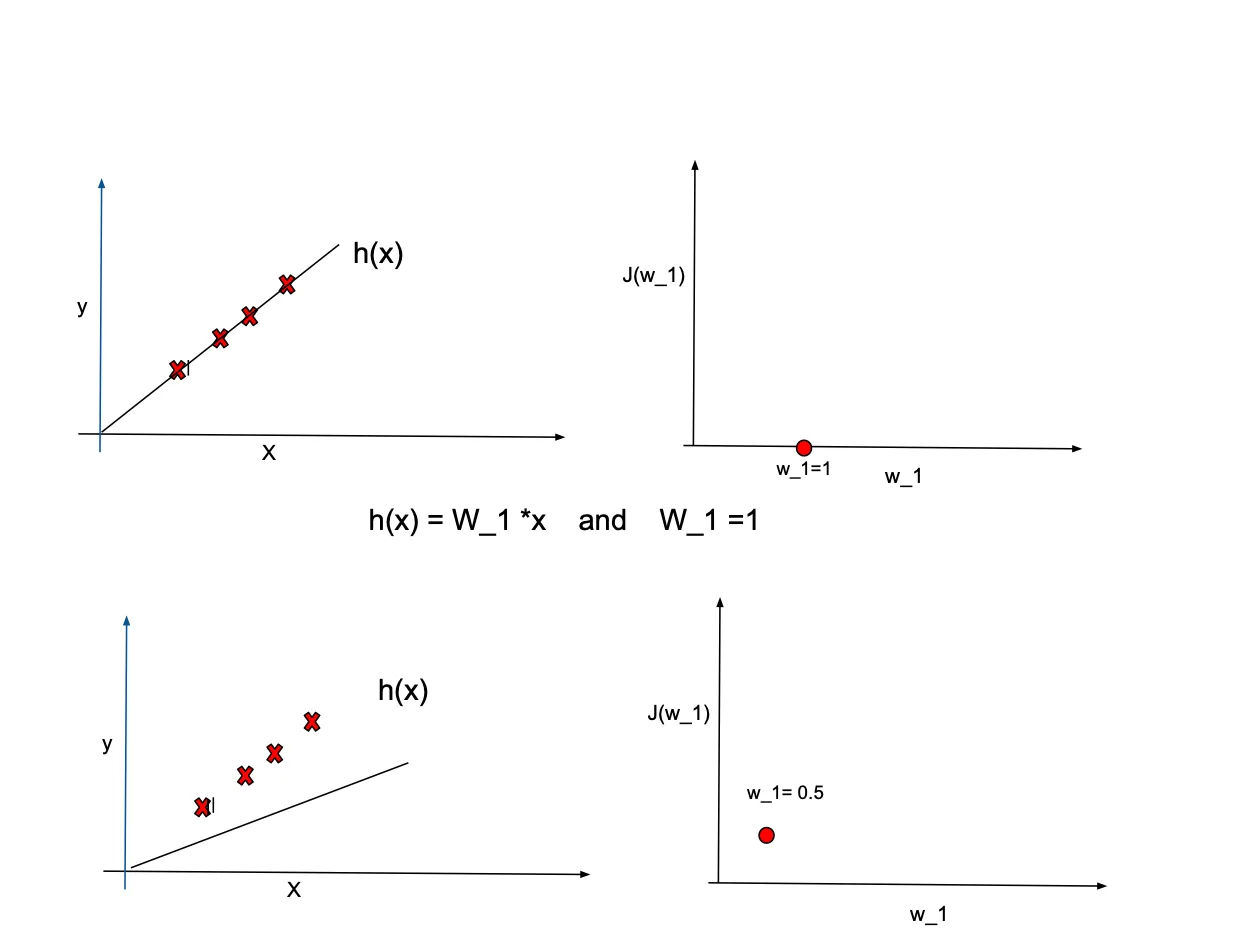 h(x)
y
X
J(w_1)
w_1=1
w_1
h(x) = W_1 *x and W_1 =1
h(x)
y
X
J(w_1)
w_1= 0.5
w_1